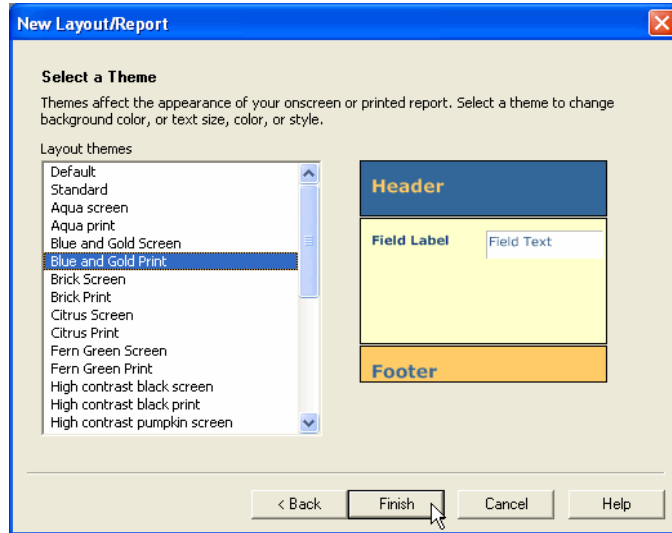 New Layout/Report
Select a Theme
Themes affect the appearance of your onscreen or printed report. Select a theme to change
background color, or text size, color, or style.
Layout themes
Default
Standard
Aqua screen
Aqua print
Blue and Gold Screen
Blue and Gold Print
Brick Screen
Brick Print
Citrus Screen
Citrus Print
Fern Green Screen
Fern Green Print
High contrast black screen
High contrast black print
High contrast pumpkin screen
Header
Field Label Field Text
Footer
< Back Finish Cancel Help